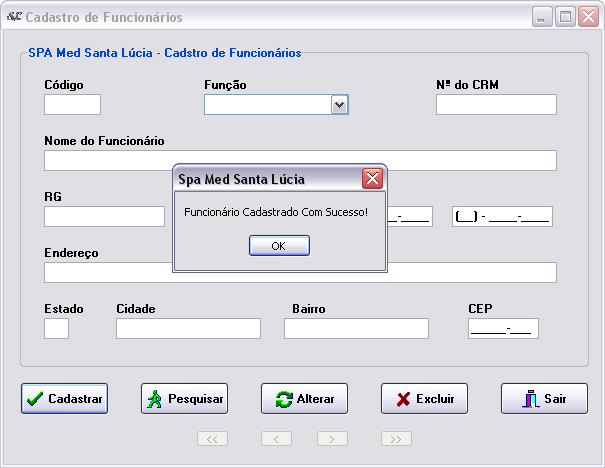 Cadastro de Funcionários
SPA Med Santa Lúcia - Cadstro de Funcionários
Código Função Nº do CRM
Nome do Funcionário
Spa Med Santa Lúcia
RG
Funcionário Cadastrado Com Sucesso!
__-____ (__) - ____-____
OK
Endereço
Estado Cidade Bairro CEP
_____-___
Cadastrar Pesquisar Alterar Excluir Sair
<< < > >>